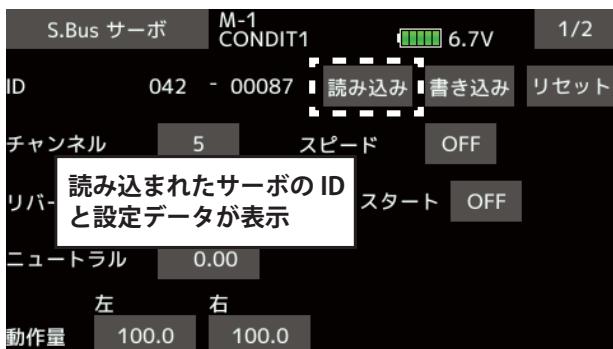 S.Bus サーボ
M-1
CONDIT1
6.7V
1/2
ID 042 - 00087 読み込み 書き込み リセット
チャンネル 5 スピード OFF
読み込まれたサーボの ID
と設定データが表示
リバー スタート OFF
ニュートラル 0.00
左 右
動作量 100.0 100.0